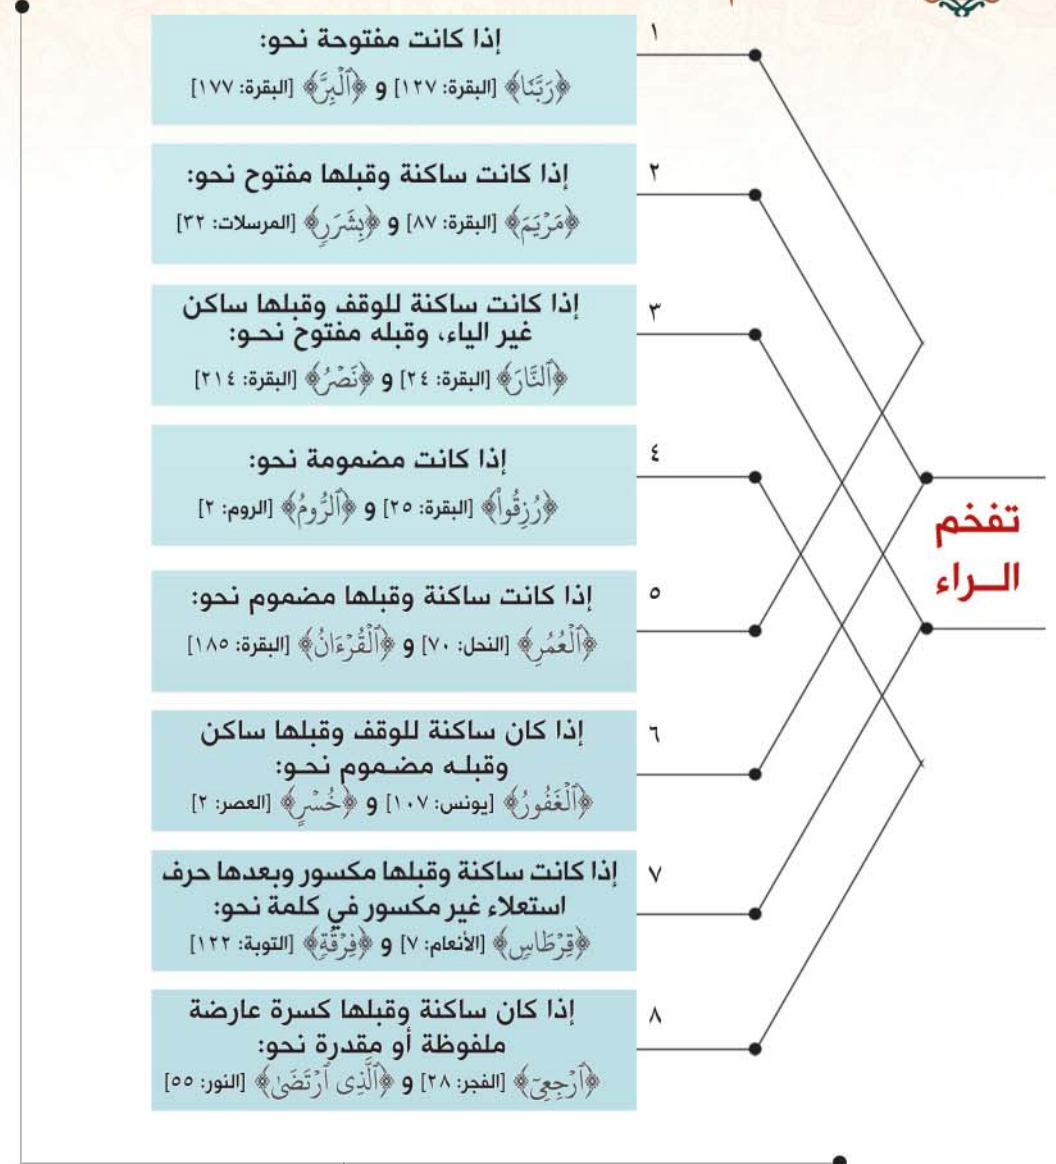 ١
إذا كانت مفتوحة نحو:
﴿رَبَّنَا﴾ [البقرة: ١٢٧] و ﴿ٱلْبِرَّ﴾ [البقرة: ١٧٧]
٢
إذا كانت ساكنة وقبلها مفتوح نحو:
﴿مَرْيَمَ﴾ [البقرة: ٨٧] و ﴿بِشَرَرٍ﴾ [المرسلات: ٣٢]
٣
إذا كانت ساكنة للوقف وقبلها ساكن
غير الياء، وقبله مفتوح نحـو:
﴿ٱلنَّارَ﴾ [البقرة: ٢٤] و ﴿نَصْرُ﴾ [البقرة: ٢١٤]
٤
إذا كانت مضمومة نحو:
﴿رُزِقُوا۟﴾ [البقرة: ٢٥] و ﴿ٱلرُّومُ﴾ [الروم: ٢]
تفخم
الــراء
٥
إذا كانت ساكنة وقبلها مضموم نحو:
﴿ٱلْعُمُرِ﴾ [النحل: ٧٠] و ﴿ٱلْقُرْءَانُ﴾ [البقرة: ١٨٥]
٦
إذا كان ساكنة للوقف وقبلها ساكن
وقبلـه مضـموم نحـو:
﴿ٱلْغَفُورُ﴾ [يونس: ١٠٧] و ﴿خُسْرٍ﴾ [العصر: ٢]
٧
إذا كانت ساكنة وقبلها مكسور وبعدها حرف
استعلاء غير مكسور في كلمة نحو:
﴿قِرْطَاسٍ﴾ [الأنعام: ٧] و ﴿فِرْقَةٍ﴾ [التوبة: ١٢٢]
٨
إذا كان ساكنة وقبلها كسرة عارضة
ملفوظة أو مقدرة نحو:
﴿ٱرْجِعِىٓ﴾ [الفجر: ٢٨] و ﴿ٱلَّذِى ٱرْتَضَىٰ﴾ [النور: ٥٥]